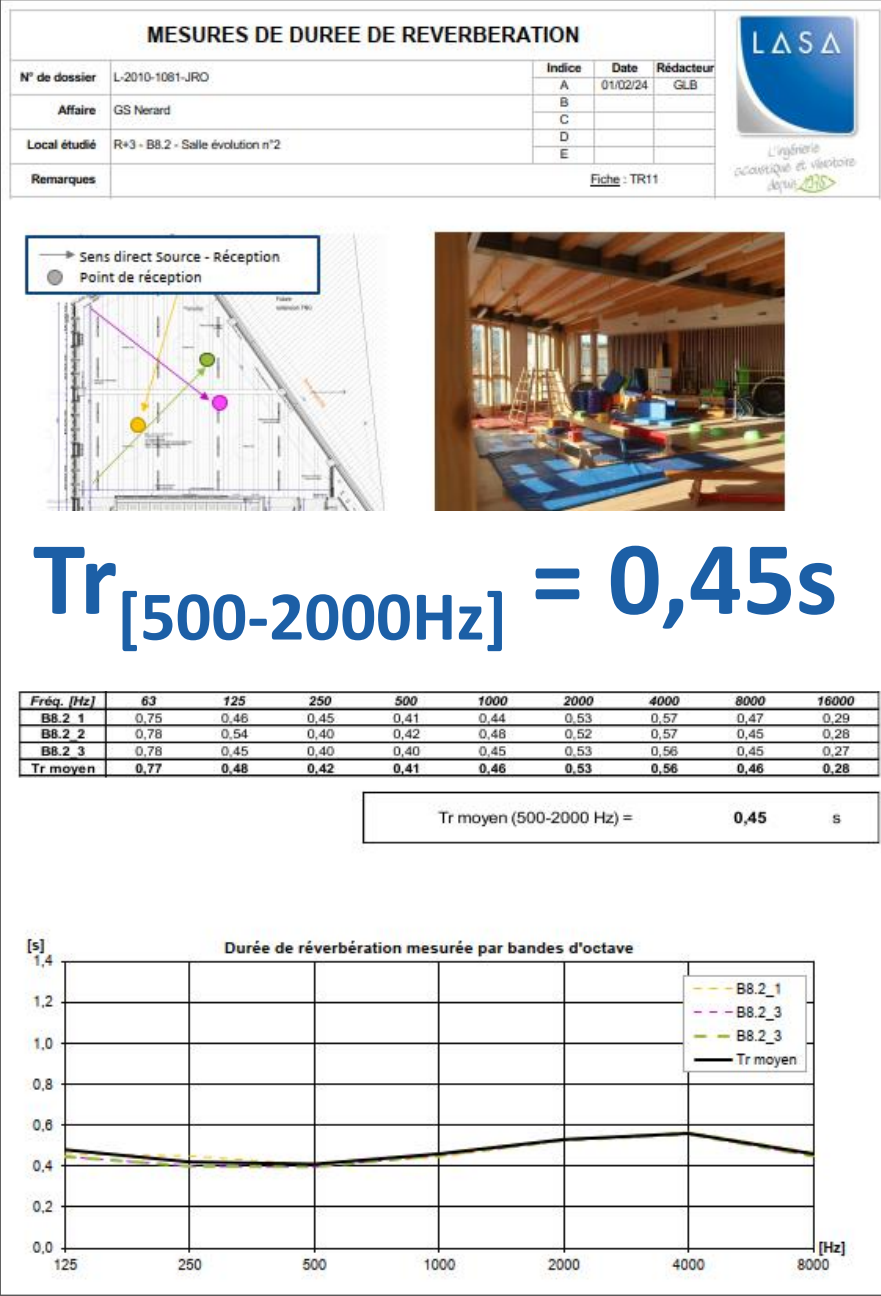 MESURES DE DUREE DE REVERBERATION
LASA
N° de dossier L-2010-1081-JRO
Indice Date Rédacteur
A 01/02/24 GLB
Affaire GS Nerard
B
C
Local étudié R+3 - B8.2 - Salle évolution n°2
D
E
Remarques Fiche : TR11
L'ingénierie
acoustique et vibratoire
depuis 1975
Sens direct Source - Réception
Point de réception
Tr[500-2000Hz] = 0,45s
Fréq. [Hz] 63 125 250 500 1000 2000 4000 8000 16000
B8.2_1 0,75 0,46 0,45 0,41 0,44 0,53 0,57 0,47 0,29
B8.2_2 0,78 0,54 0,40 0,42 0,48 0,52 0,57 0,45 0,28
B8.2_3 0,78 0,45 0,40 0,40 0,45 0,53 0,56 0,45 0,27
Tr moyen 0,77 0,48 0,42 0,41 0,46 0,53 0,56 0,46 0,28
Tr moyen (500-2000 Hz) = 0,45 s
[s]
Durée de réverbération mesurée par bandes d'octave
1,4
1,2
1,0
0,8
0,6
0,4
0,2
0,0
B8.2_1
B8.2_3
B8.2_3
Tr moyen
[Hz]
125 250 500 1000 2000 4000 8000